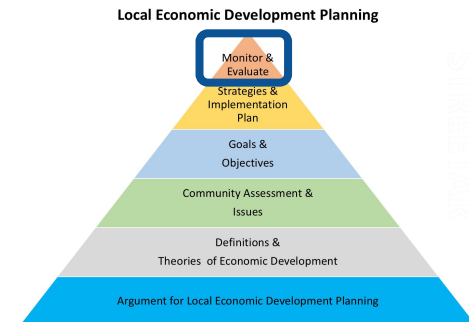 Local Economic Development Planning
Monitor &
Evaluate
Strategies &
Implementation
Plan
Goals &
Objectives
Community Assessment &
Issues
Definitions &
Theories of Economic Development
Argument for Local Economic Development Planning